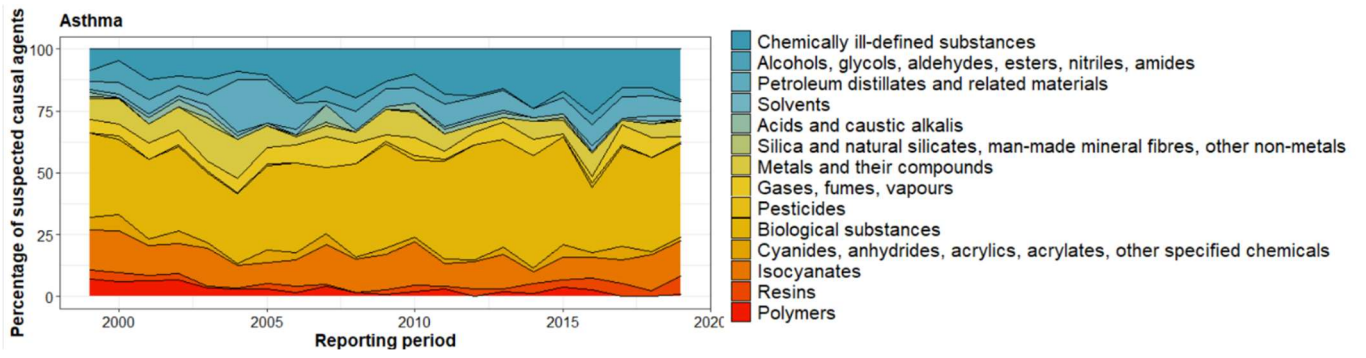 Asthma
Percentage of suspected causal agents
100
75
50
25
0
2000
2005
2010
2015
2020
Reporting period
Chemically ill-defined substances
Alcohols, glycols, aldehydes, esters, nitriles, amides
Petroleum distillates and related materials
Solvents
Acids and caustic alkalis
Silica and natural silicates, man-made mineral fibres, other non-metals
Metals and their compounds
Gases, fumes, vapours
Pesticides
Biological substances
Cyanides, anhydrides, acrylics, acrylates, other specified chemicals
Isocyanates
Resins
Polymers